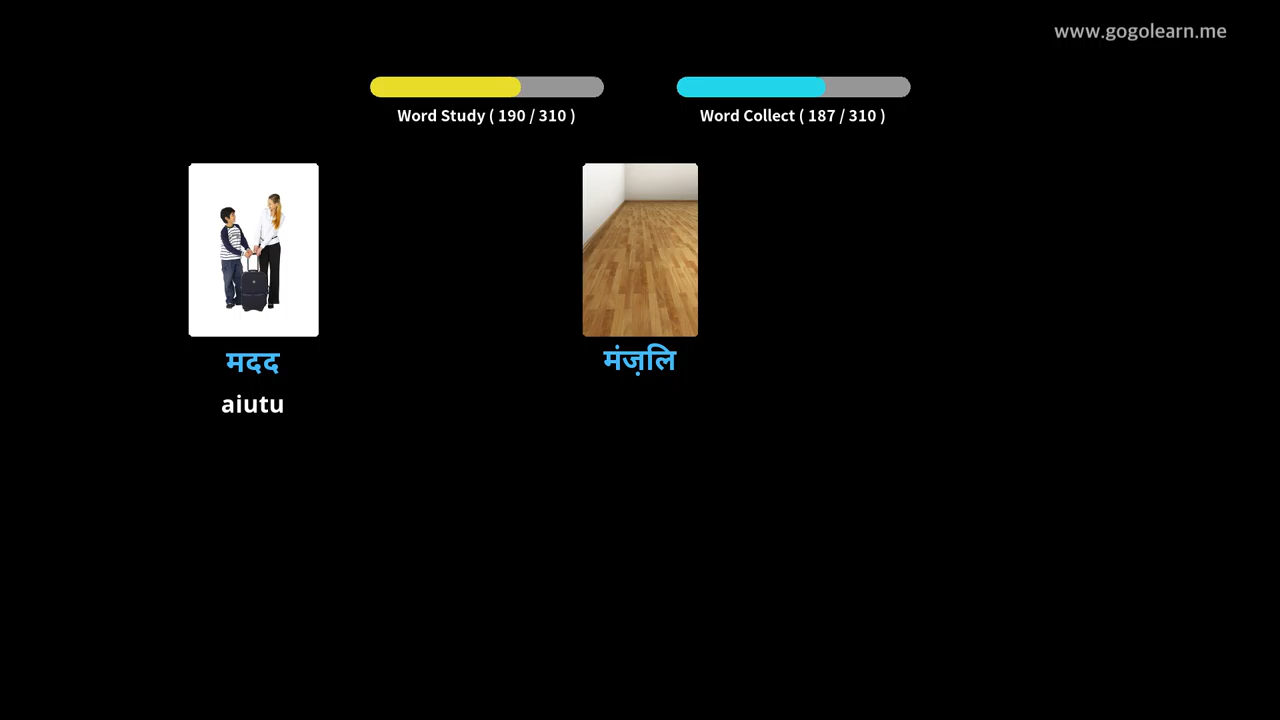 www.gogolearn.me
Word Study ( 190 / 310 )
Word Collect ( 187 / 310 )
मदद
मंज़लि
aiutu